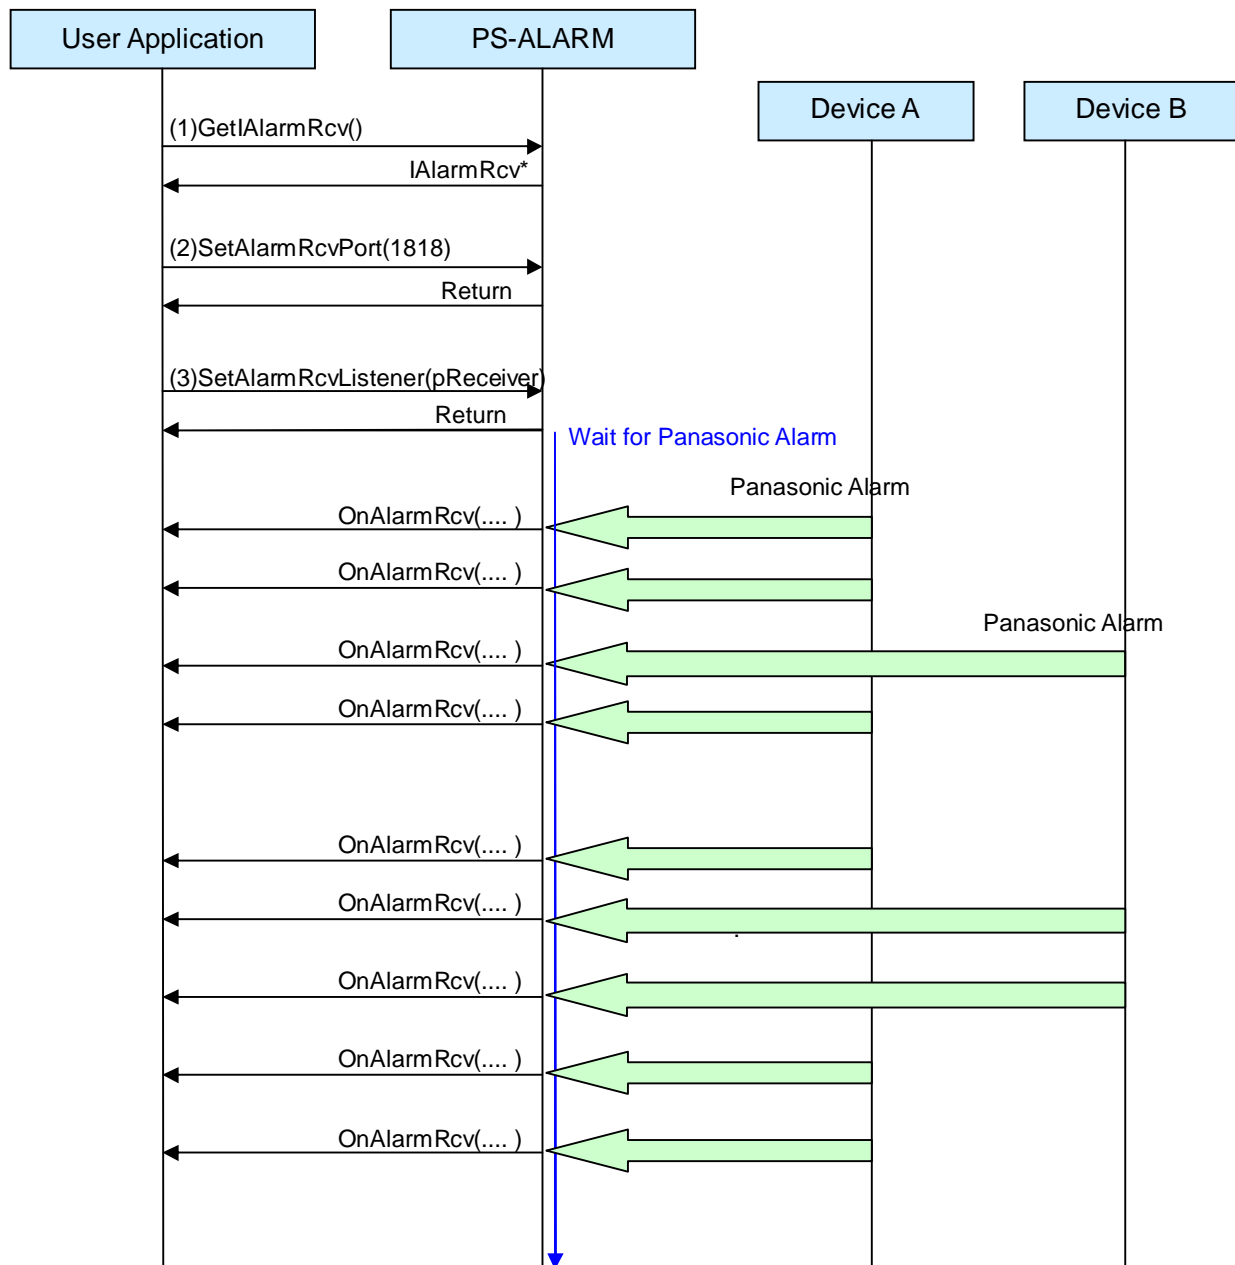 User Application
PS-ALARM
Device A
Device B
(1)GetIAlarmRcv()
IAlarmRcv*
(2)SetAlarmRcvPort(1818)
Return
(3)SetAlarmRcvListener(pReceiver)
Return
Wait for Panasonic Alarm
Panasonic Alarm
OnAlarmRcv(.... )
OnAlarmRcv(.... )
Panasonic Alarm
OnAlarmRcv(.... )
OnAlarmRcv(.... )
OnAlarmRcv(.... )
OnAlarmRcv(.... )
OnAlarmRcv(.... )
OnAlarmRcv(.... )
OnAlarmRcv(.... )